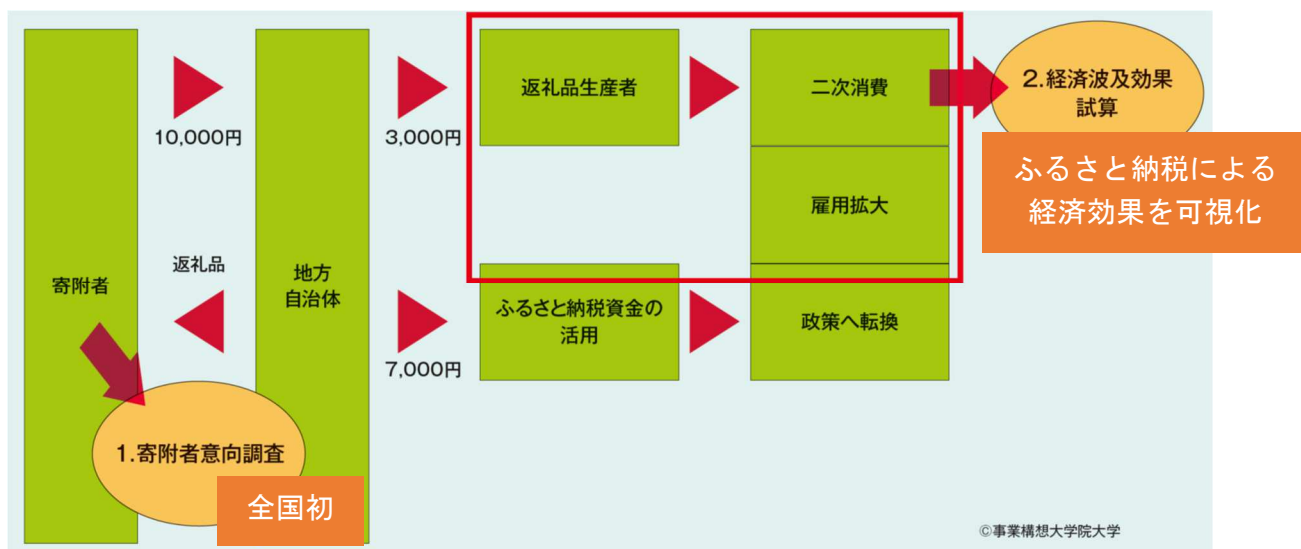 寄附者
10,000円
返礼品
地方
自治体
3,000円
7,000円
返礼品生産者
ふるさと納税資金の
活用
二次消費
雇用拡大
政策へ転換
1.寄附者意向調査
全国初
2.経済波及効果
試算
ふるさと納税による
経済効果を可視化
©事業構想大学院大学